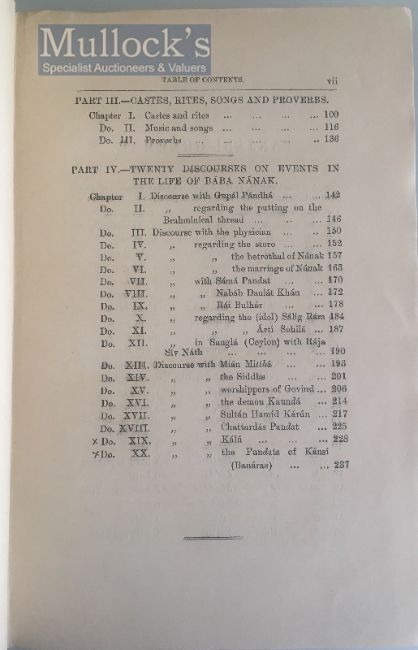 Mullock's
Specialist Auctioneers & Valuers
TABLE OF CONTENTS. vii
PART III.—CASTES, RITES, SONGS AND PROVERBS.
Chapter I. Castes and rites ... ... ... ... 100
Do. II. Music and songs ... ... ... ... 116
Do. III. Proverbs ... ... ... ... ... 136
PART IV.—TWENTY DISCOURSES ON EVENTS IN
THE LIFE OF BÁBA NÁNAK.
Chapter I. Discourse with Gupál Pándhá ... ... 142
Do. II. „ regarding the putting on the
Brahminical thread ... ... ... 146
Do. III. Discourse with the physician ... ... 150
Do. IV. „ regarding the store ... ... 152
Do. V. „ „ the betrothal of Nának 157
Do. VI. „ „ the marriage of Nának 163
Do. VII. „ with Sámá Pandat ... ... 170
Do. VIII. „ „ Nabáb Daulát Khán ... 172
Do. IX. „ „ Rái Bulhár ... ... 178
Do. X. „ regarding the (idol) Sálig Rám 184
Do. XI. „ „ „ Ártí Sohilá ... 187
Do. XII. „ in Sanglá (Ceylon) with Rája
Siv Náth ... ... ... ... 190
Do. XIII. Discourse with Mián Mitthá ... ... 193
Do. XIV. „ „ the Siddhs ... ... 201
Do. XV. „ „ worshippers of Govind ... 206
Do. XVI. „ „ the demon Kaundá ... 214
Do. XVII. „ „ Sultán Hamíd Kárún ... 217
Do. XVIII. „ „ Chattardás Pandat ... 225
× Do. XIX. „ „ Kálú ... ... ... 228
× Do. XX. „ „ the Pandats of Kánsí
(Banáras) ... ... 237